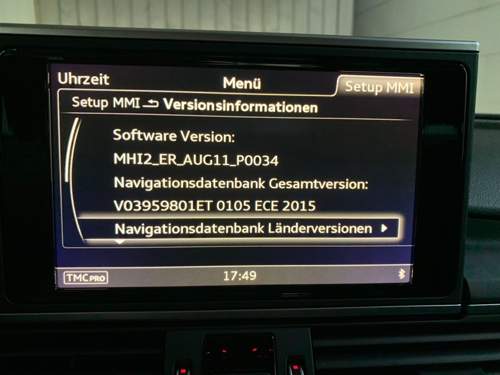 Uhrzeit Menü Setup MMI
Setup MMI Versionsinformationen
Software Version:
MHI2_ER_AUG11_P0034
Navigationsdatenbank Gesamtversion:
V03959801ET 0105 ECE 2015
Navigationsdatenbank Länderversionen
TMC PRO 17:49